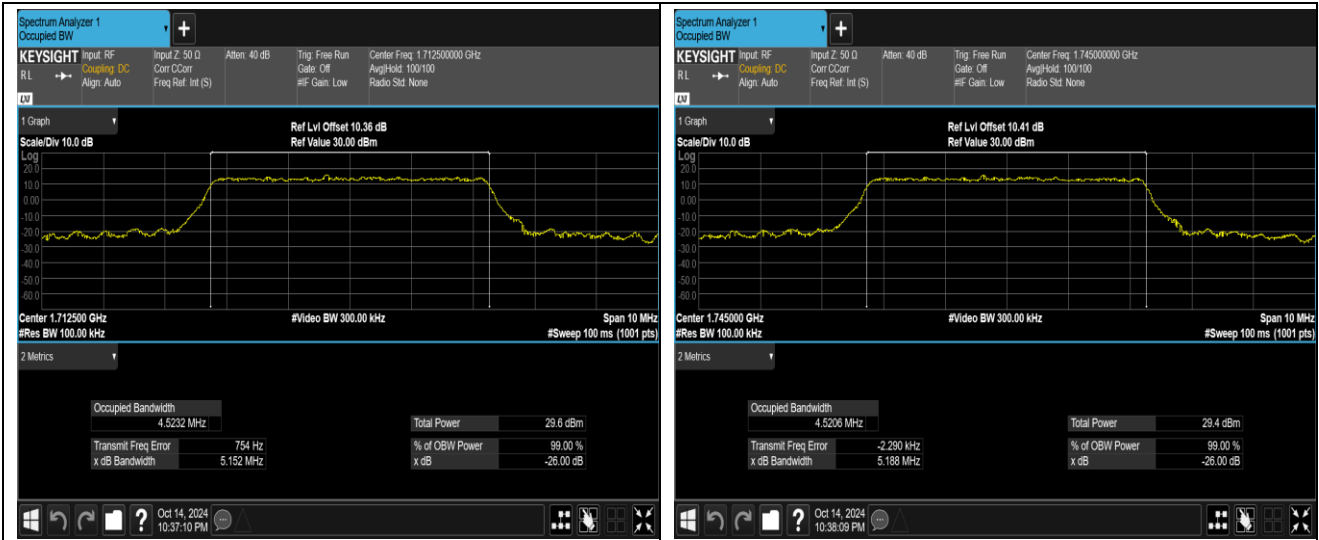 Spectrum Analyzer 1
Occupied BW
+
KEYSIGHT Input: RF Input Z: 50 Ω Atten: 40 dB Trig: Free Run Center Freq: 1.712500000 GHz
RL Coupling: DC Corr CCorr Gate: Off Avg|Hold: 100/100
Align: Auto Freq Ref: Int (S) #IF Gain: Low Radio Std: None
LXI
1 Graph
Ref Lvl Offset 10.36 dB
Scale/Div 10.0 dB Ref Value 30.00 dBm
Log
20.0
10.0
0.00
-10.0
-20.0
-30.0
-40.0
-50.0
-60.0
Center 1.712500 GHz #Video BW 300.00 kHz Span 10 MHz
#Res BW 100.00 kHz #Sweep 100 ms (1001 pts)
2 Metrics
Occupied Bandwidth
4.5232 MHz Total Power 29.6 dBm
Transmit Freq Error 754 Hz % of OBW Power 99.00 %
x dB Bandwidth 5.152 MHz x dB -26.00 dB
? Oct 14, 2024
10:37:10 PM
Spectrum Analyzer 1
Occupied BW
+
KEYSIGHT Input: RF Input Z: 50 Ω Atten: 40 dB Trig: Free Run Center Freq: 1.745000000 GHz
RL Coupling: DC Corr CCorr Gate: Off Avg|Hold: 100/100
Align: Auto Freq Ref: Int (S) #IF Gain: Low Radio Std: None
LXI
1 Graph
Ref Lvl Offset 10.41 dB
Scale/Div 10.0 dB Ref Value 30.00 dBm
Log
20.0
10.0
0.00
-10.0
-20.0
-30.0
-40.0
-50.0
-60.0
Center 1.745000 GHz #Video BW 300.00 kHz Span 10 MHz
#Res BW 100.00 kHz #Sweep 100 ms (1001 pts)
2 Metrics
Occupied Bandwidth
4.5206 MHz Total Power 29.4 dBm
Transmit Freq Error -2.290 kHz % of OBW Power 99.00 %
x dB Bandwidth 5.188 MHz x dB -26.00 dB
? Oct 14, 2024
10:38:09 PM